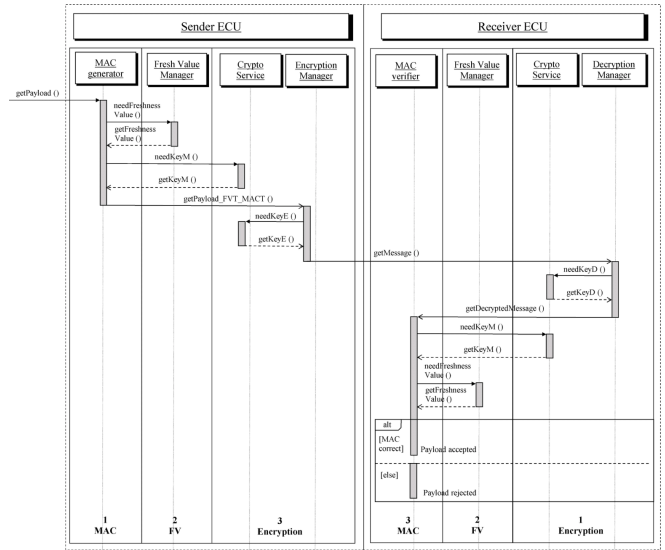 Sender ECU
Receiver ECU
MAC
generator
Fresh Value
Manager
Crypto
Service
Encryption
Manager
MAC
verifier
Fresh Value
Manager
Crypto
Service
Decryption
Manager
getPayload ()
needFreshness
Value ()
getFreshness
Value ()
needKeyM ()
getKeyM ()
getPayload_FVT_MACT ()
needKeyE ()
getKeyE ()
getMessage ()
needKeyD ()
getKeyD ()
getDecryptedMessage ()
needKeyM ()
getKeyM ()
needFreshness
Value ()
getFreshness
Value ()
alt
[MAC
correct]
Payload accepted
[else]
Payload rejected
1
MAC
2
FV
3
Encryption
3
MAC
2
FV
1
Encryption